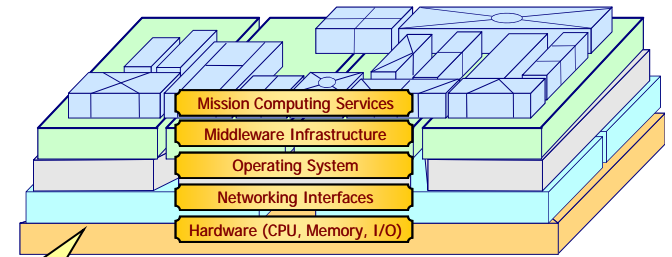 Mission Computing Services
Middleware Infrastructure
Operating System
Networking Interfaces
Hardware (CPU, Memory, I/O)